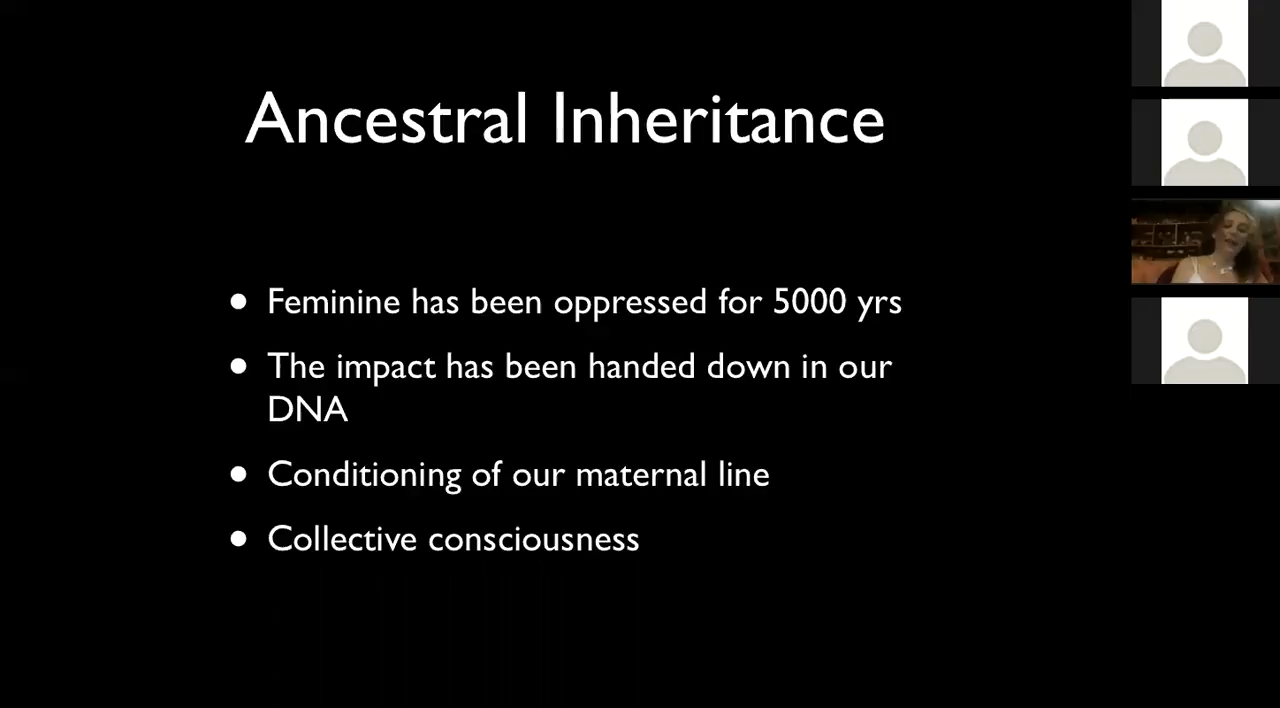 Ancestral Inheritance
• Feminine has been oppressed for 5000 yrs
• The impact has been handed down in our
DNA
• Conditioning of our maternal line
• Collective consciousness